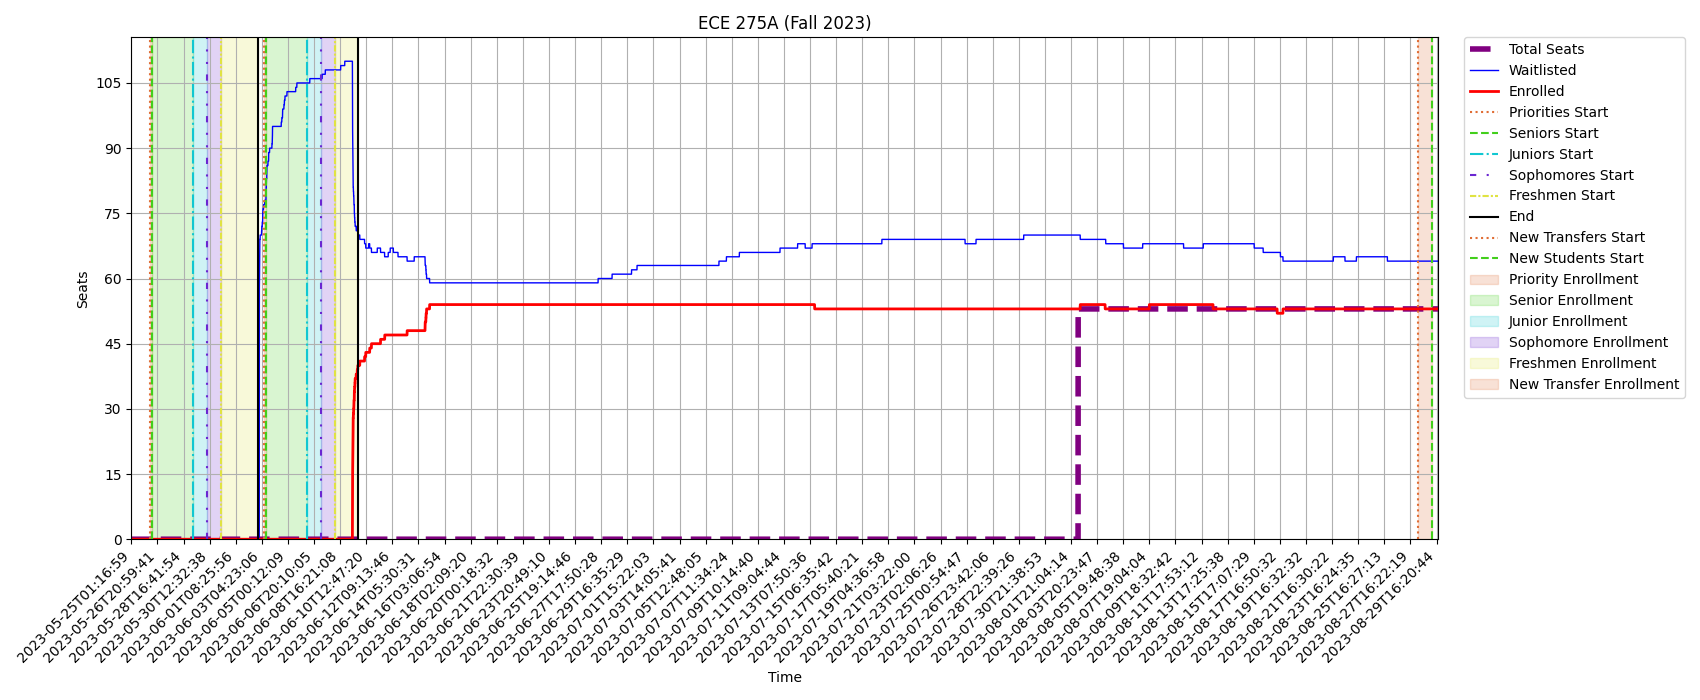 ECE 275A (Fall 2023)
Seats
105
90
75
60
45
30
15
0
2023-05-25T01:16:59
2023-05-26T20:59:41
2023-05-28T16:41:54
2023-05-30T12:32:38
2023-06-01T08:25:56
2023-06-03T04:23:06
2023-06-05T00:12:09
2023-06-06T20:10:05
2023-06-08T16:21:08
2023-06-10T12:47:20
2023-06-12T09:13:46
2023-06-14T05:30:31
2023-06-16T03:06:54
2023-06-18T02:09:20
2023-06-20T00:18:32
2023-06-21T22:30:39
2023-06-23T20:49:10
2023-06-25T19:14:46
2023-06-27T17:50:28
2023-06-29T16:35:29
2023-07-01T15:22:03
2023-07-03T14:05:41
2023-07-05T12:48:05
2023-07-07T11:34:24
2023-07-09T10:14:40
2023-07-11T09:04:44
2023-07-13T07:50:36
2023-07-15T06:35:42
2023-07-17T05:40:21
2023-07-19T04:36:58
2023-07-21T03:22:00
2023-07-23T02:06:26
2023-07-25T00:54:47
2023-07-26T23:42:06
2023-07-28T22:39:26
2023-07-30T21:38:53
2023-08-01T21:04:14
2023-08-03T20:23:47
2023-08-05T19:48:38
2023-08-07T19:04:04
2023-08-09T18:32:42
2023-08-11T17:53:12
2023-08-13T17:25:38
2023-08-15T17:07:29
2023-08-17T16:50:32
2023-08-19T16:32:32
2023-08-21T16:30:22
2023-08-23T16:24:35
2023-08-25T16:27:13
2023-08-27T16:22:19
2023-08-29T16:20:44
Time
Total Seats
Waitlisted
Enrolled
Priorities Start
Seniors Start
Juniors Start
Sophomores Start
Freshmen Start
End
New Transfers Start
New Students Start
Priority Enrollment
Senior Enrollment
Junior Enrollment
Sophomore Enrollment
Freshmen Enrollment
New Transfer Enrollment